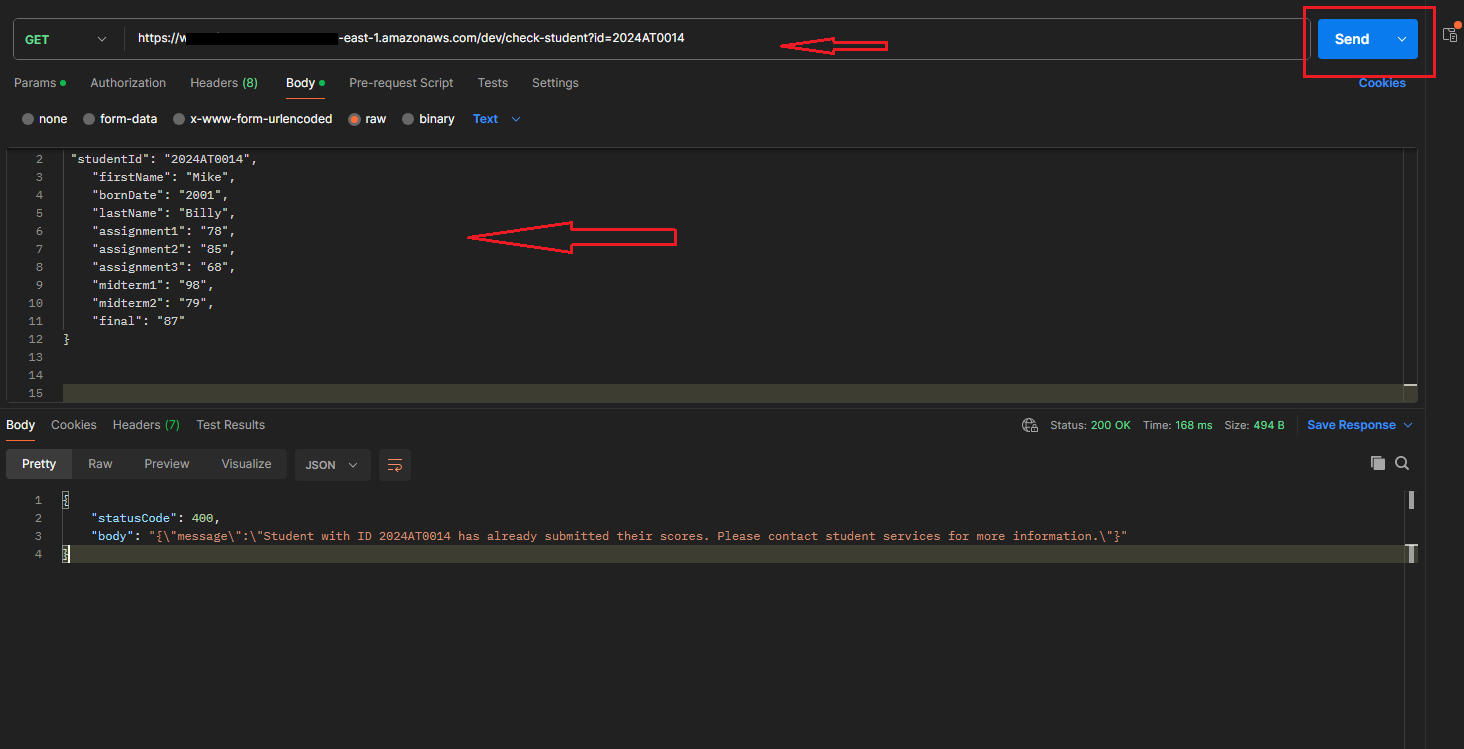 GET https://w -east-1.amazonaws.com/dev/check-student?id=2024AT0014 Send
Params Authorization Headers (8) Body Pre-request Script Tests Settings Cookies
none form-data x-www-form-urlencoded raw binary Text
2 "studentId": "2024AT0014",
3 "firstName": "Mike",
4 "bornDate": "2001",
5 "lastName": "Billy",
6 "assignment1": "78",
7 "assignment2": "85",
8 "assignment3": "68",
9 "midterm1": "98",
10 "midterm2": "79",
11 "final": "87"
12 }
13
14
15
Body Cookies Headers (7) Test Results Status: 200 OK Time: 168 ms Size: 494 B Save Response
Pretty Raw Preview Visualize JSON
1 {
2 "statusCode": 400,
3 "body": "{\"message\":\"Student with ID 2024AT0014 has already submitted their scores. Please contact student services for more information.\"}"
4 }